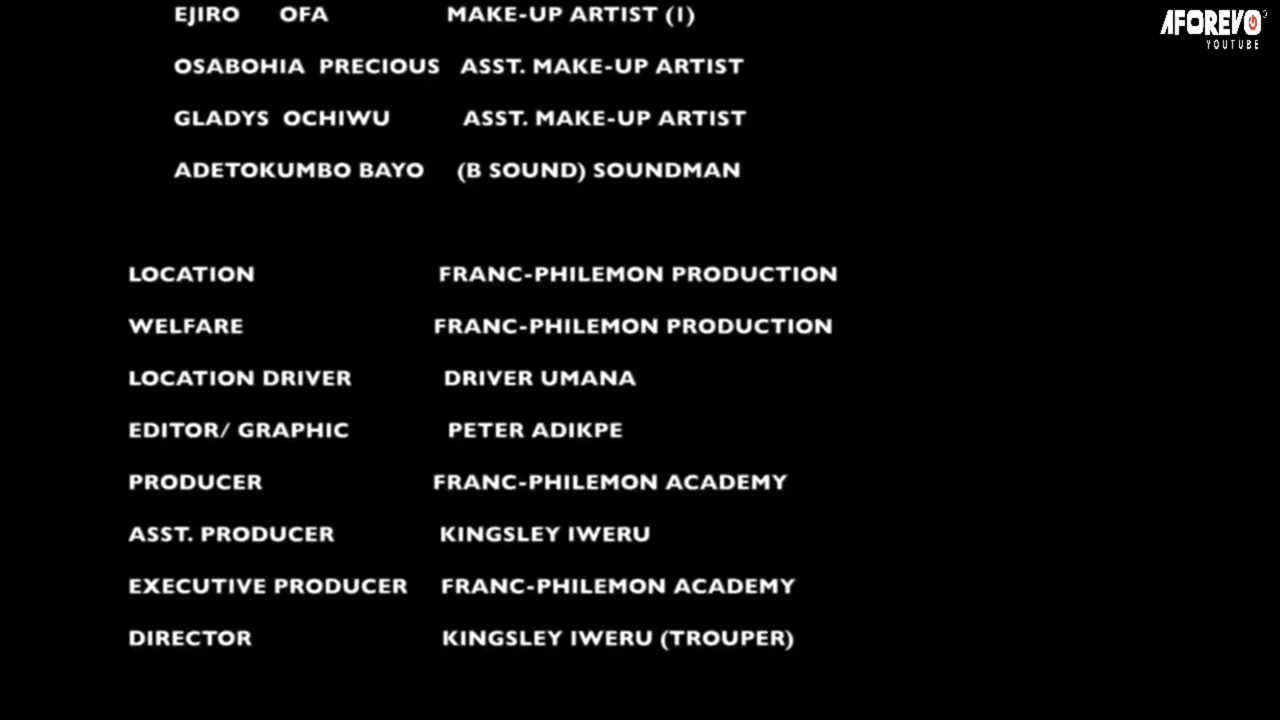 EJIRO OFA MAKE-UP ARTIST (1)
AFOREVO
YOUTUBE
OSABOHIA PRECIOUS ASST. MAKE-UP ARTIST
GLADYS OCHIWU ASST. MAKE-UP ARTIST
ADETOKUMBO BAYO (B SOUND) SOUNDMAN
LOCATION FRANC-PHILEMON PRODUCTION
WELFARE FRANC-PHILEMON PRODUCTION
LOCATION DRIVER DRIVER UMANA
EDITOR/ GRAPHIC PETER ADIKPE
PRODUCER FRANC-PHILEMON ACADEMY
ASST. PRODUCER KINGSLEY IWERU
EXECUTIVE PRODUCER FRANC-PHILEMON ACADEMY
DIRECTOR KINGSLEY IWERU (TROUPER)